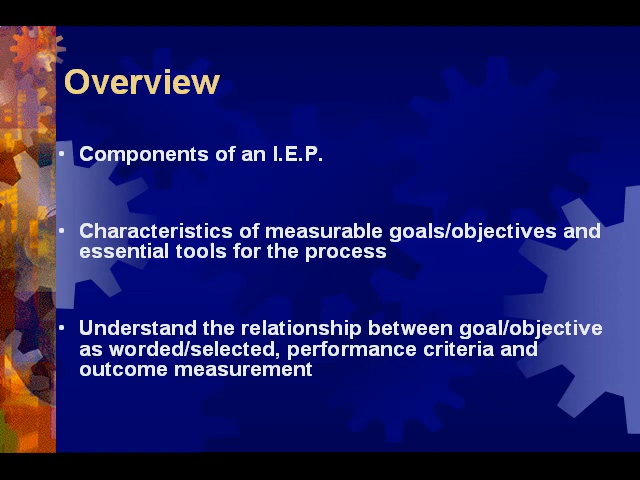 Overview
• Components of an I.E.P.
• Characteristics of measurable goals/objectives and
essential tools for the process
• Understand the relationship between goal/objective
as worded/selected, performance criteria and
outcome measurement